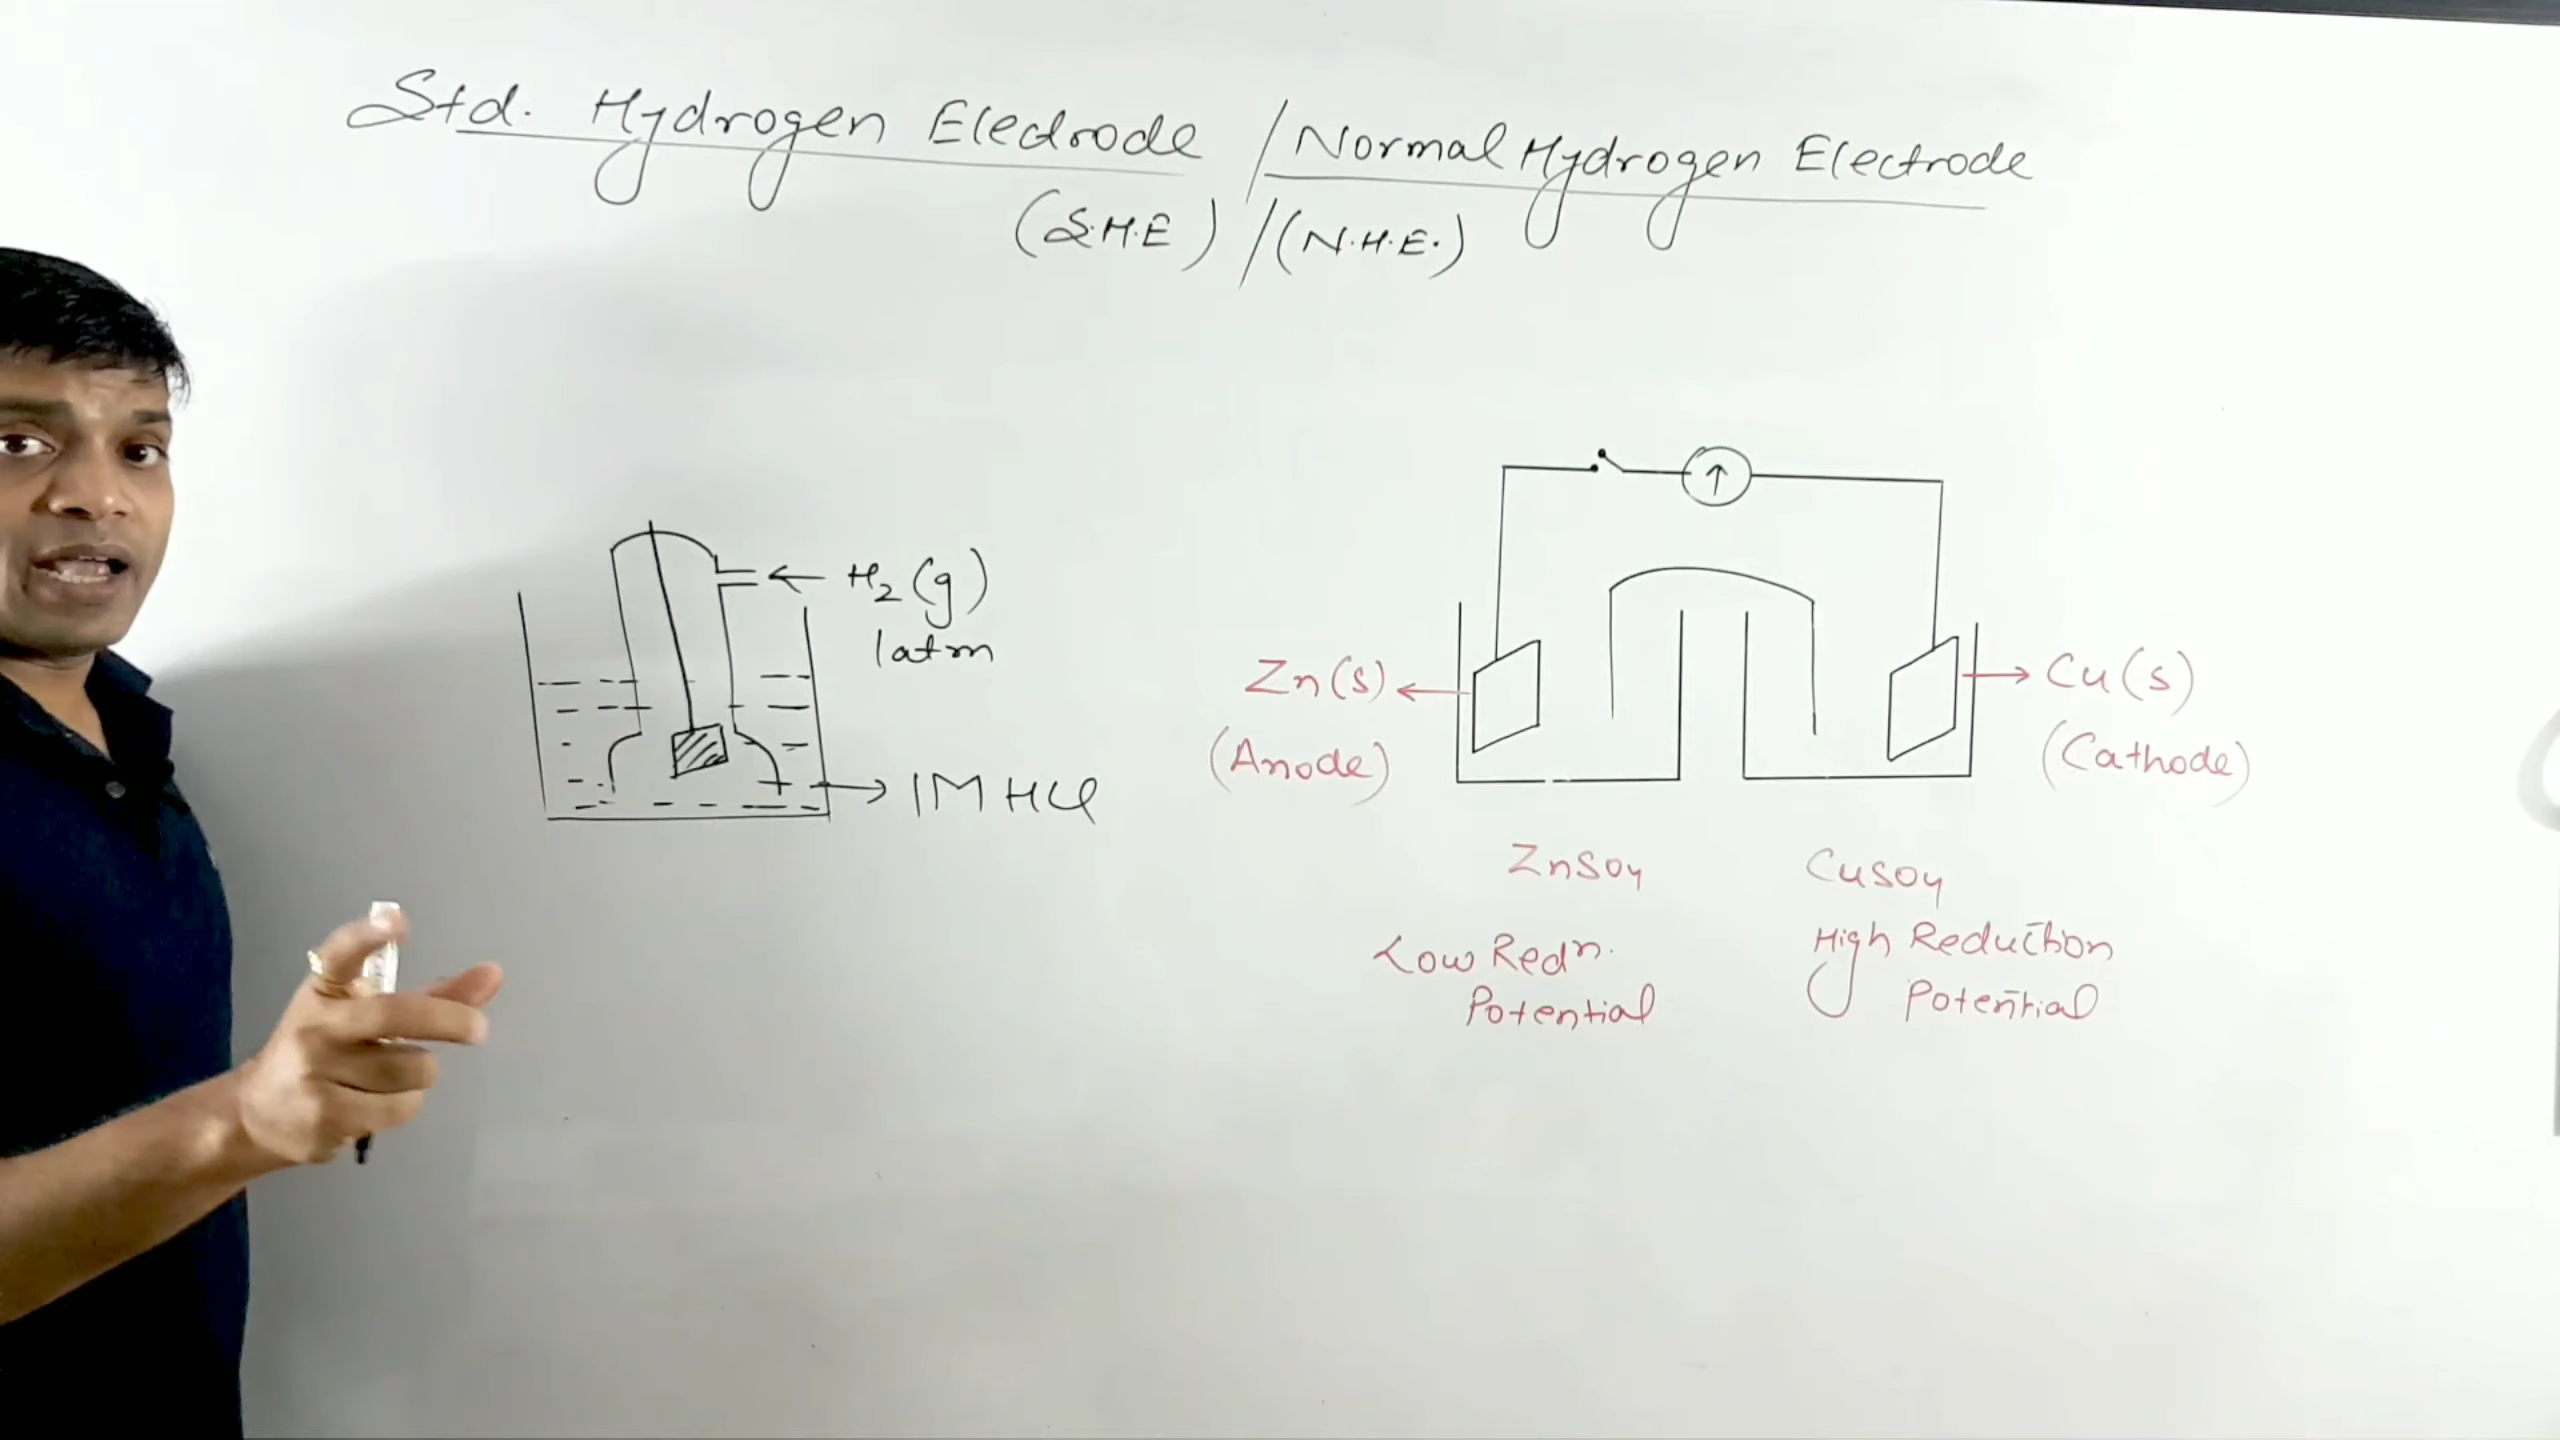 Std. Hydrogen Electrode / Normal Hydrogen Electrode
(S.H.E) / (N.H.E.)
H2(g)
1atm
1M HCl
Zn(s)
(Anode)
Cu(s)
(Cathode)
ZnSO4
CuSO4
Low Redn.
Potential
High Reduction
Potential